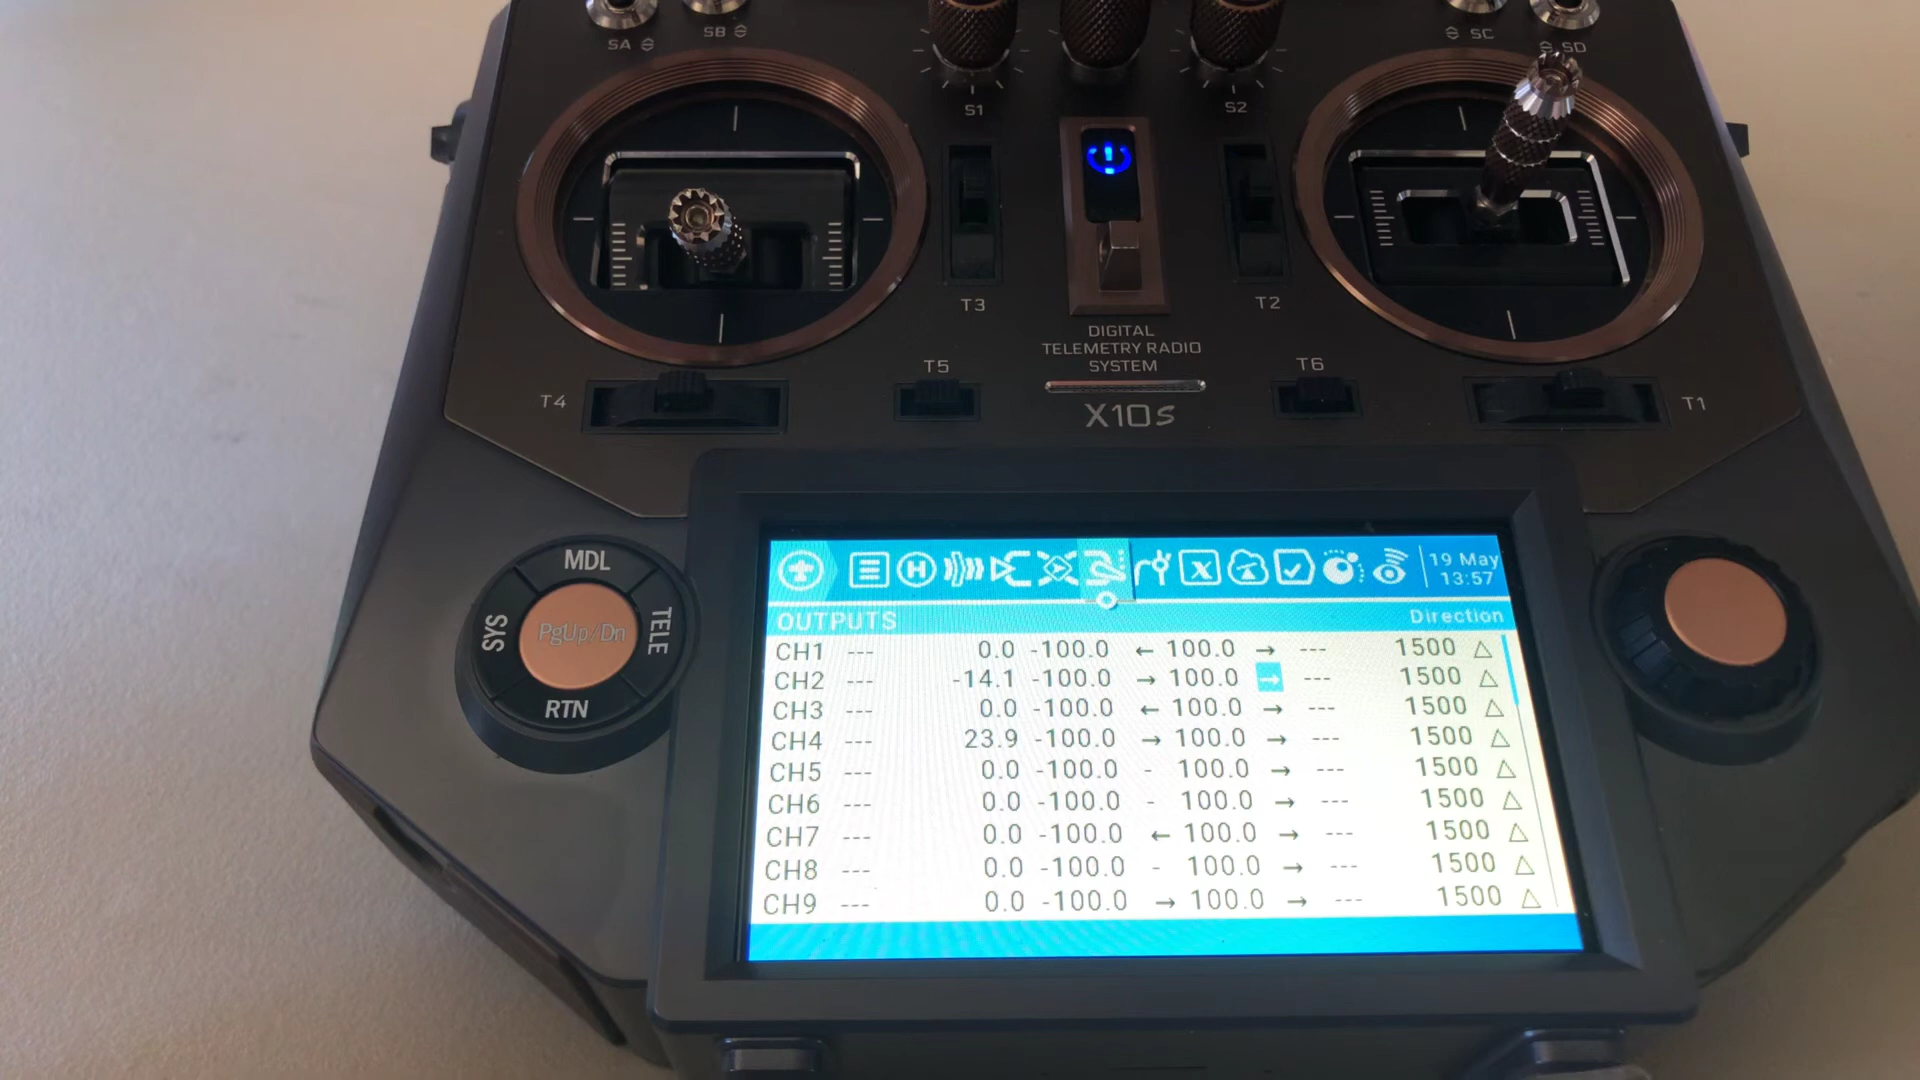 SA SB SC SD
S1 S2
T3 T2
DIGITAL
TELEMETRY RADIO
SYSTEM
T5 T6
T4 T1
X10S
MDL
SYS PgUp/Dn TELE
RTN
19 May
13:57
OUTPUTS Direction
CH1 --- 0.0 -100.0 ← 100.0 → --- 1500 △
CH2 --- -14.1 -100.0 → 100.0 → --- 1500 △
CH3 --- 0.0 -100.0 ← 100.0 → --- 1500 △
CH4 --- 23.9 -100.0 → 100.0 → --- 1500 △
CH5 --- 0.0 -100.0 - 100.0 → --- 1500 △
CH6 --- 0.0 -100.0 - 100.0 → --- 1500 △
CH7 --- 0.0 -100.0 ← 100.0 → --- 1500 △
CH8 --- 0.0 -100.0 - 100.0 → --- 1500 △
CH9 --- 0.0 -100.0 → 100.0 → --- 1500 △